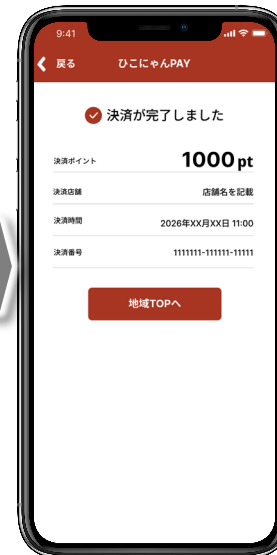 9:41
戻る ひこにゃんPAY
決済が完了しました
決済ポイント 1000pt
決済店舗 店舗名を記載
決済時間 2026年XX月XX日 11:00
決済番号 1111111-111111-11111
地域TOPへ